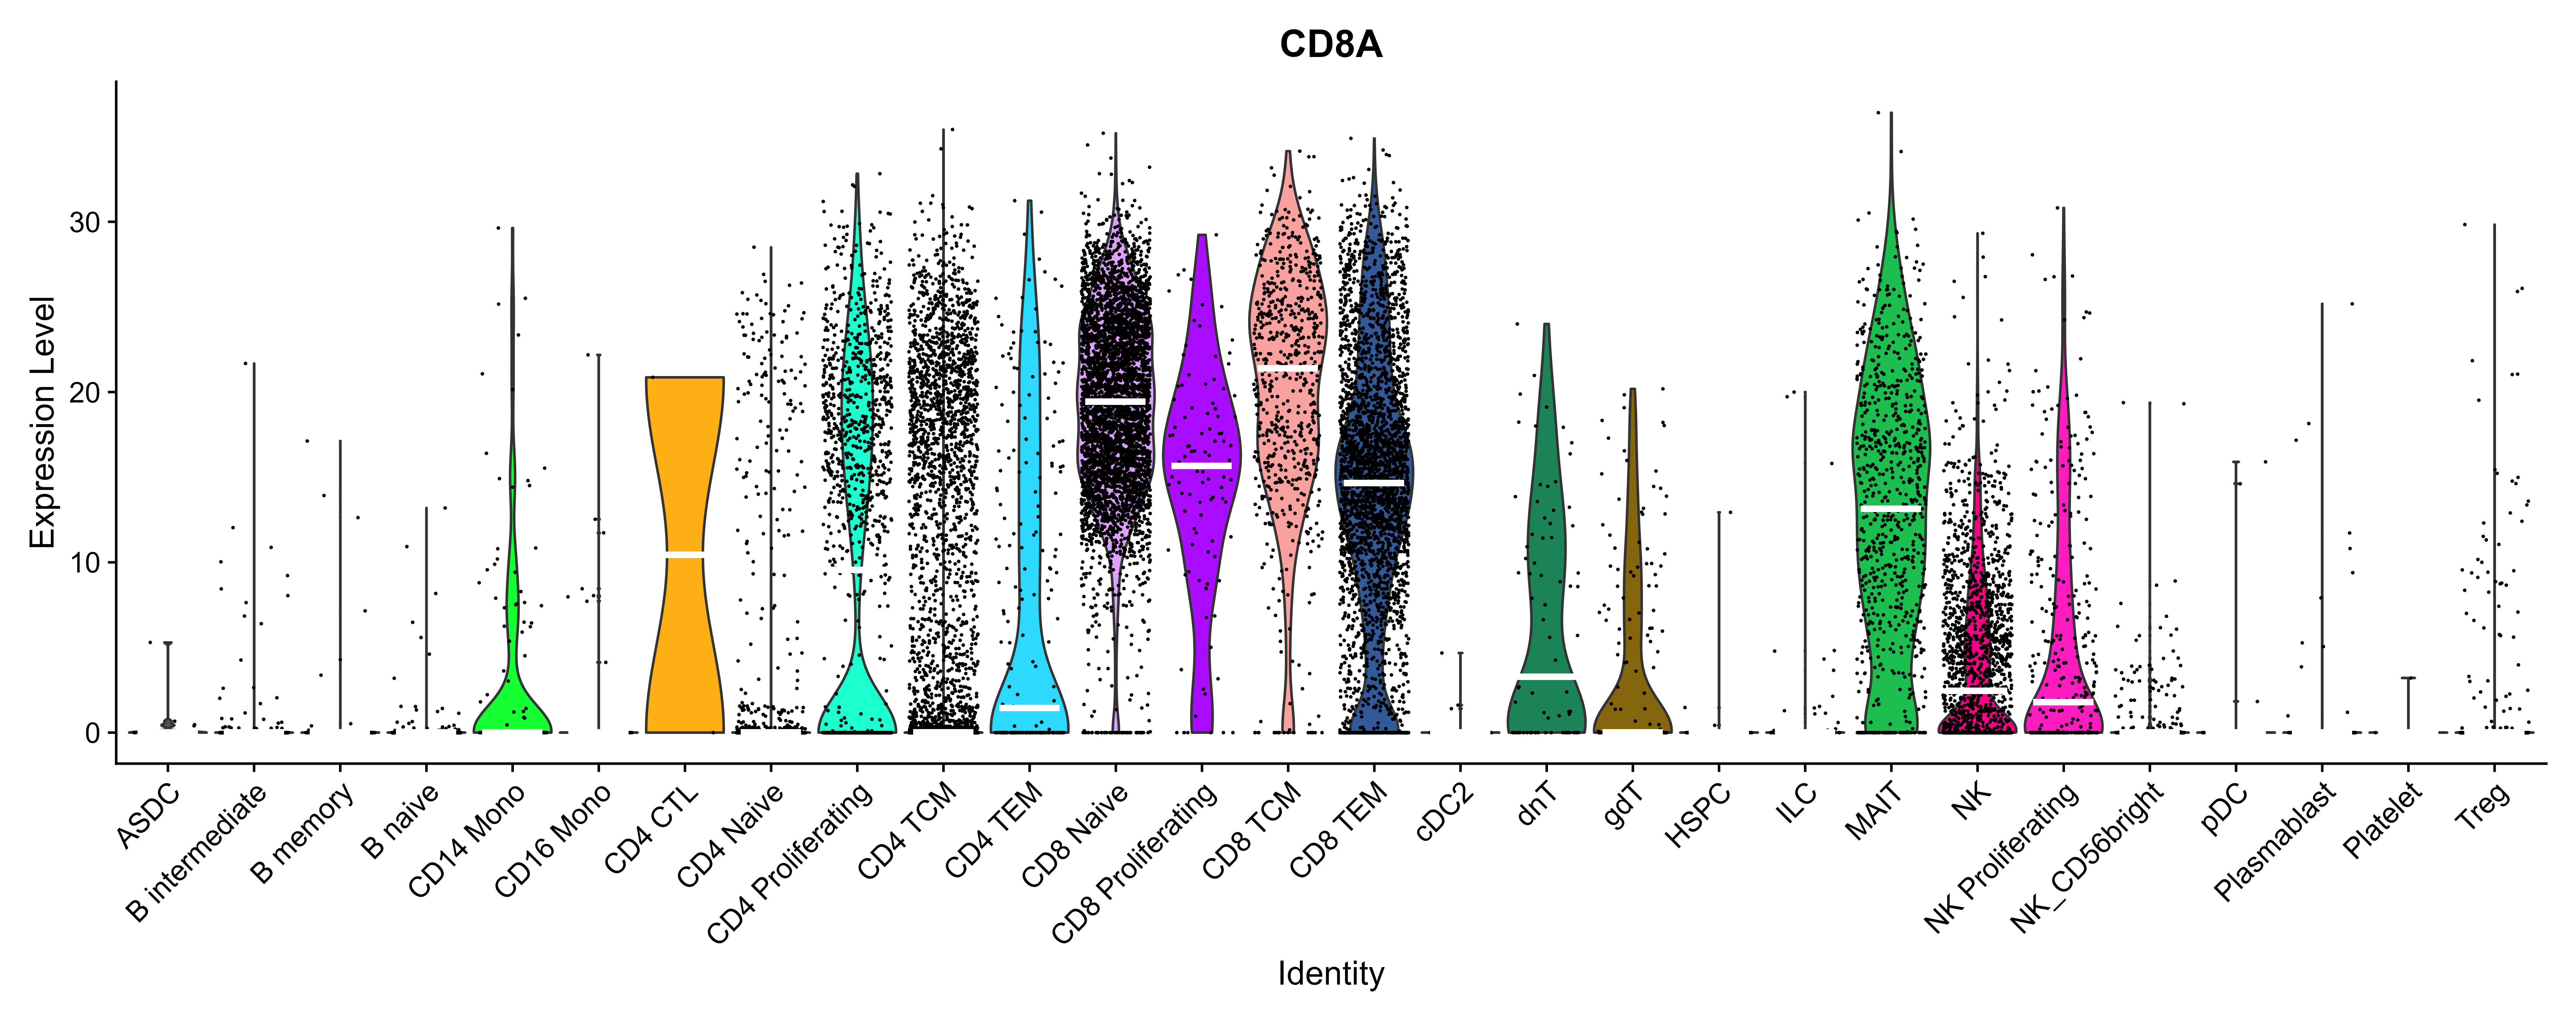 CD8A
Expression Level
30
20
10
0
ASDC
B intermediate
B memory
B naive
CD14 Mono
CD16 Mono
CD4 CTL
CD4 Naive
CD4 Proliferating
CD4 TCM
CD4 TEM
CD8 Naive
CD8 Proliferating
CD8 TCM
CD8 TEM
cDC2
dnT
gdT
HSPC
ILC
MAIT
NK
NK Proliferating
NK_CD56bright
pDC
Plasmablast
Platelet
Treg
Identity